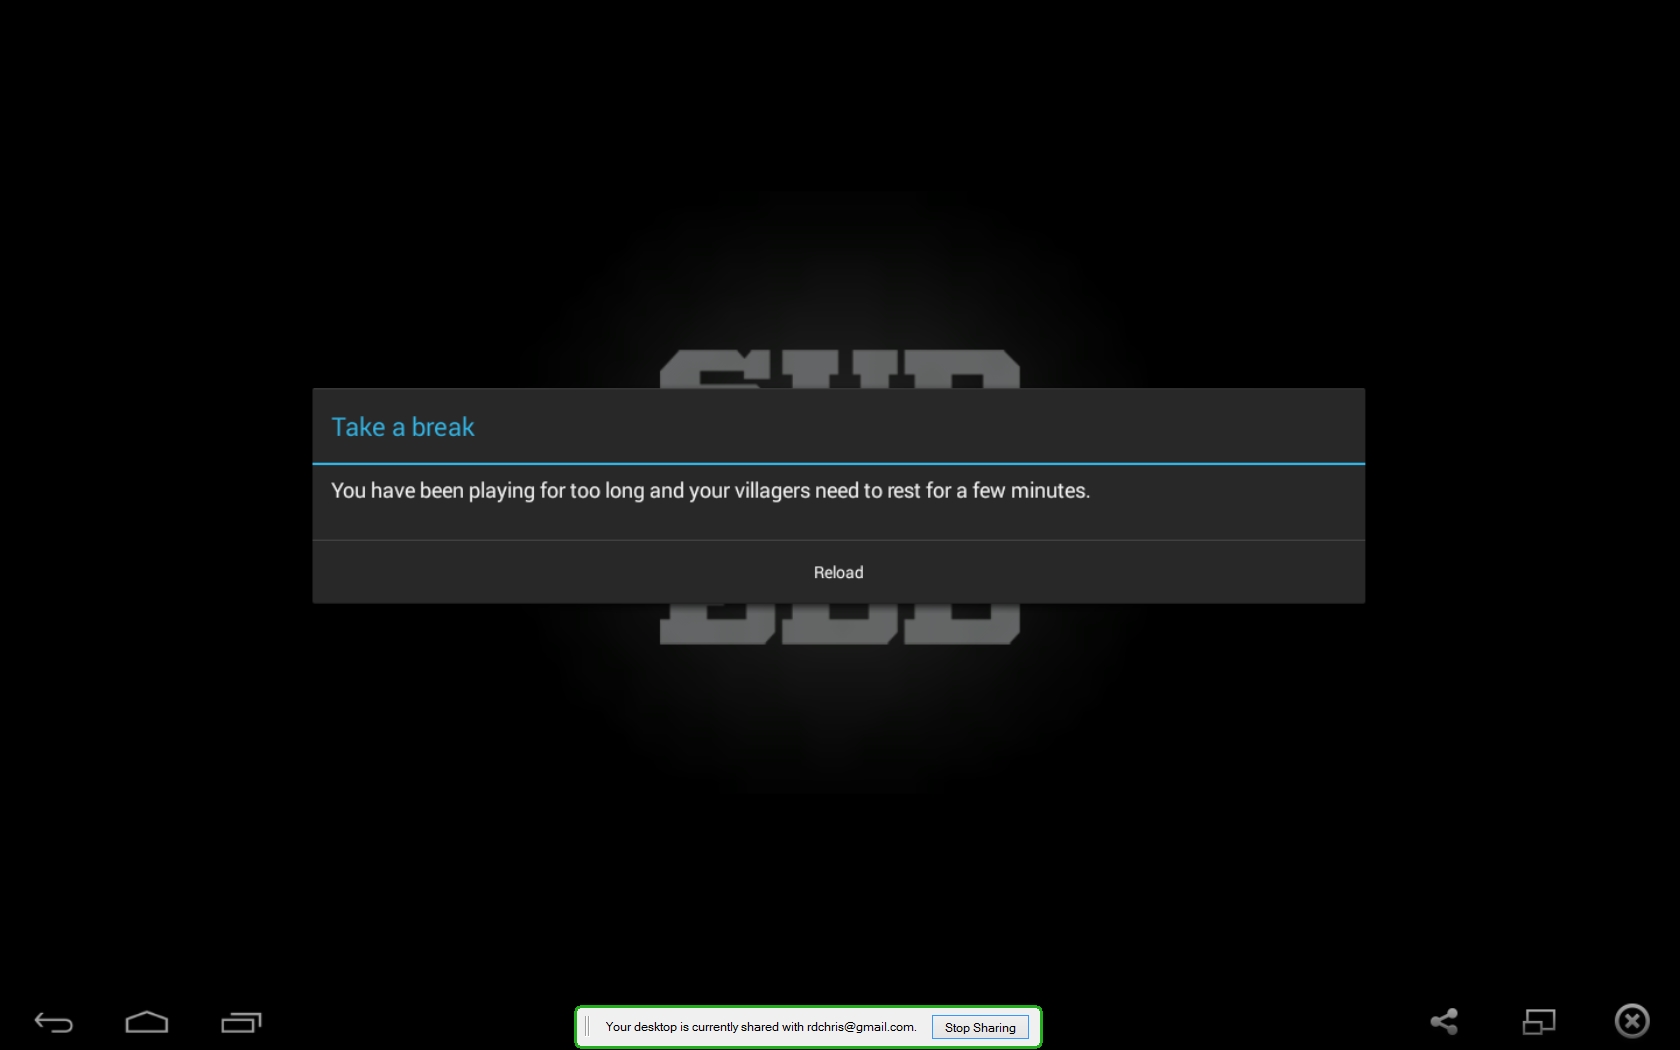 Take a break
You have been playing for too long and your villagers need to rest for a few minutes.
Reload
Your desktop is currently shared with rdchris@gmail.com. Stop Sharing